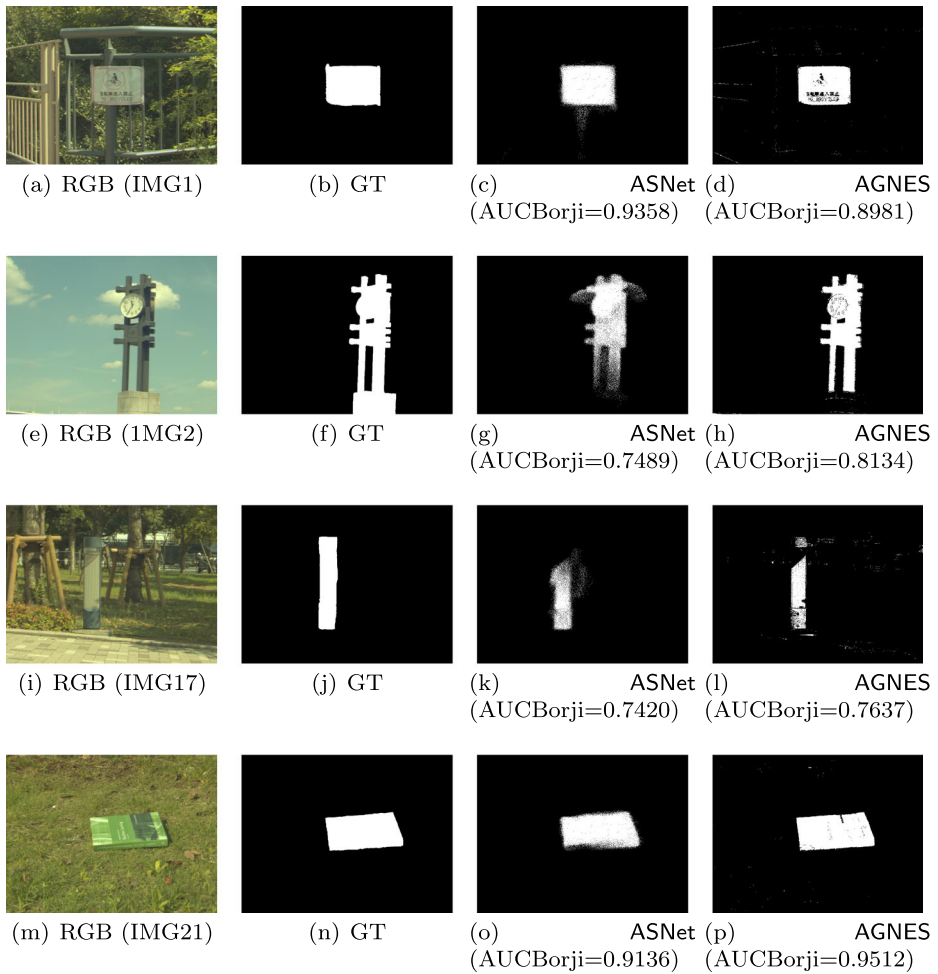 (a) RGB (IMG1)
(b) GT
(c) ASNet
(AUCBorji=0.9358)
(d) AGNES
(AUCBorji=0.8981)
(e) RGB (1MG2)
(f) GT
(g) ASNet
(AUCBorji=0.7489)
(h) AGNES
(AUCBorji=0.8134)
(i) RGB (IMG17)
(j) GT
(k) ASNet
(AUCBorji=0.7420)
(l) AGNES
(AUCBorji=0.7637)
(m) RGB (IMG21)
(n) GT
(o) ASNet
(AUCBorji=0.9136)
(p) AGNES
(AUCBorji=0.9512)